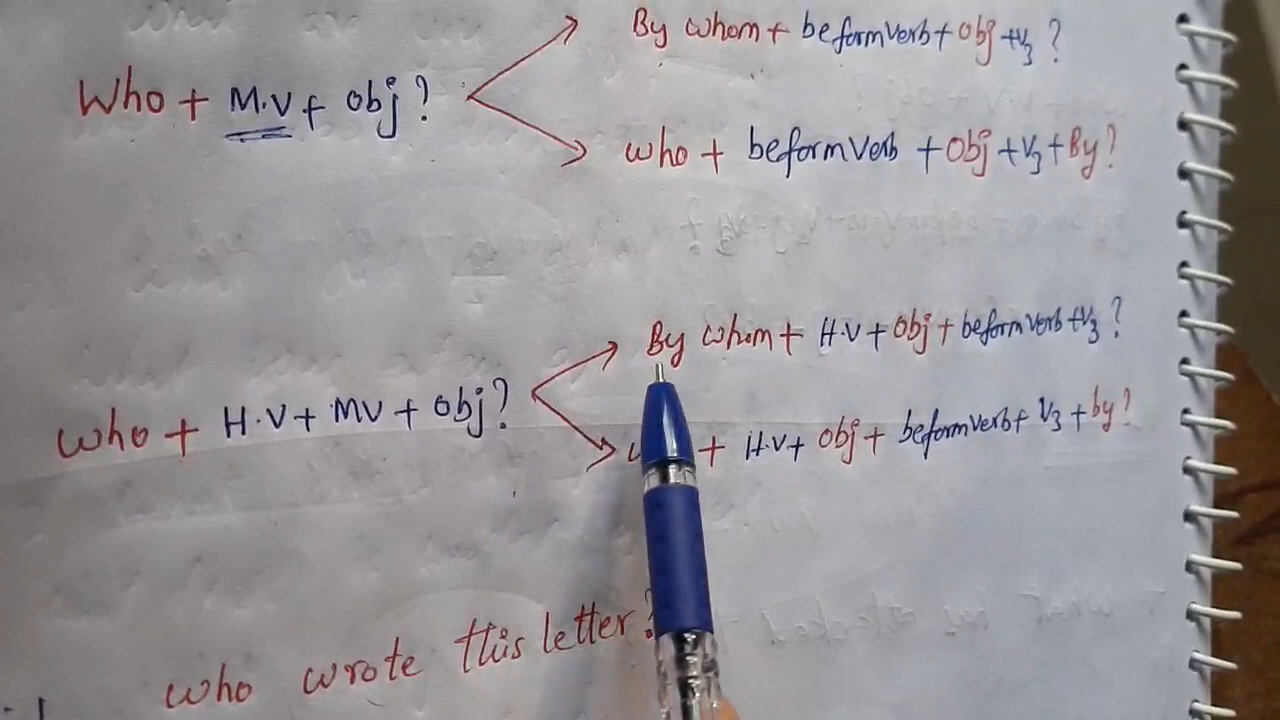 By whom + beformverb + Obj + V3 ?
Who + M.V + Obj ?
who + beformverb + Obj + V3 + By ?
By whom + H.V + Obj + beformverb + V3 ?
who + H.V + MV + Obj ?
+ H.V + Obj + beformverb + V3 + by ?
who wrote this letter ?